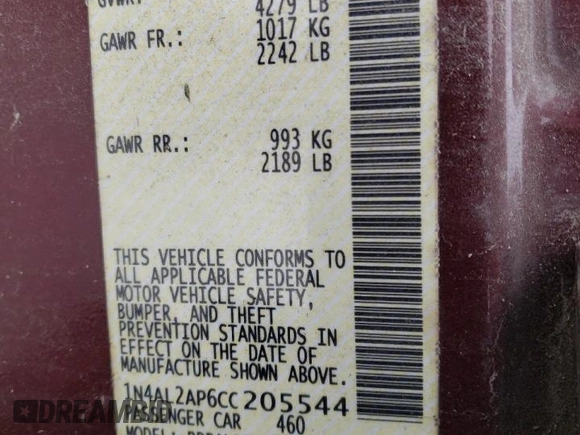 GVWR: 4279 LB
GAWR FR.: 1017 KG
2242 LB
GAWR RR.: 993 KG
2189 LB
THIS VEHICLE CONFORMS TO
ALL APPLICABLE FEDERAL
MOTOR VEHICLE SAFETY,
BUMPER, AND THEFT
PREVENTION STANDARDS IN
EFFECT ON THE DATE OF
MANUFACTURE SHOWN ABOVE.
1N4AL2AP6CC205544
PASSENGER CAR 460